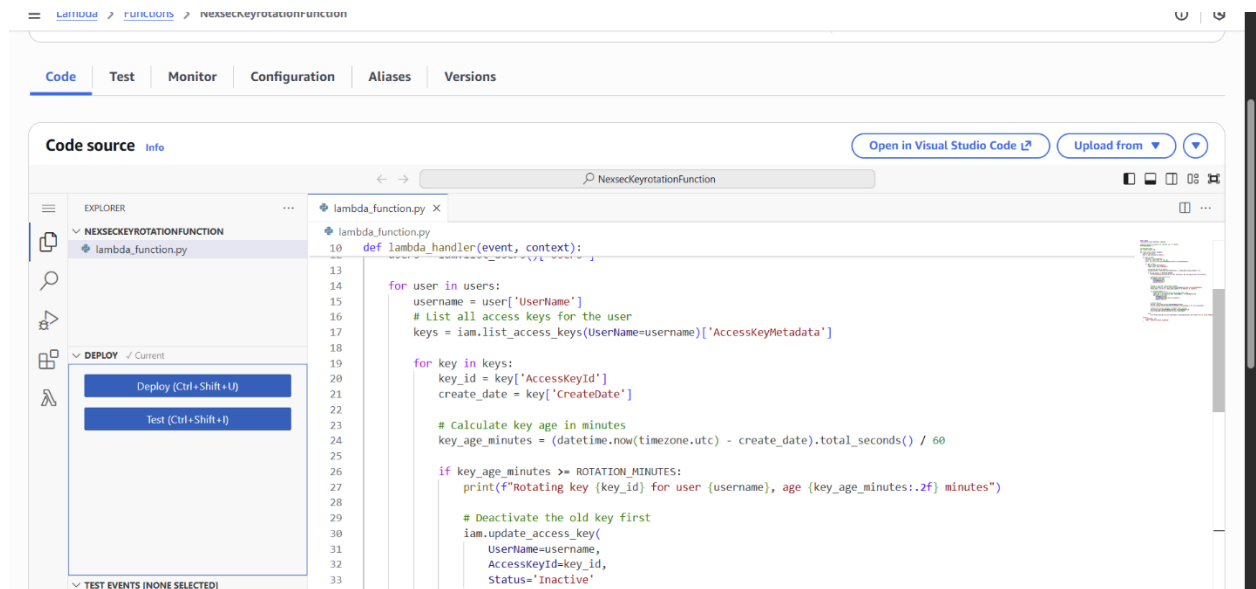 Lambda > Functions > NexsecKeyrotationFunction
Code Test Monitor Configuration Aliases Versions
Code source Info
Open in Visual Studio Code Upload from
NexsecKeyrotationFunction
EXPLORER
NEXSECKEYROTATIONFUNCTION
lambda_function.py
DEPLOY ✓ Current
Deploy (Ctrl+Shift+U)
Test (Ctrl+Shift+I)
TEST EVENTS [NONE SELECTED]
lambda_function.py
lambda_function.py
10 def lambda_handler(event, context):
13
14 for user in users:
15 username = user['UserName']
16 # List all access keys for the user
17 keys = iam.list_access_keys(UserName=username)['AccessKeyMetadata']
18
19 for key in keys:
20 key_id = key['AccessKeyId']
21 create_date = key['CreateDate']
22
23 # Calculate key age in minutes
24 key_age_minutes = (datetime.now(timezone.utc) - create_date).total_seconds() / 60
25
26 if key_age_minutes >= ROTATION_MINUTES:
27 print(f"Rotating key {key_id} for user {username}, age {key_age_minutes:.2f} minutes")
28
29 # Deactivate the old key first
30 iam.update_access_key(
31 UserName=username,
32 AccessKeyId=key_id,
33 Status='Inactive'